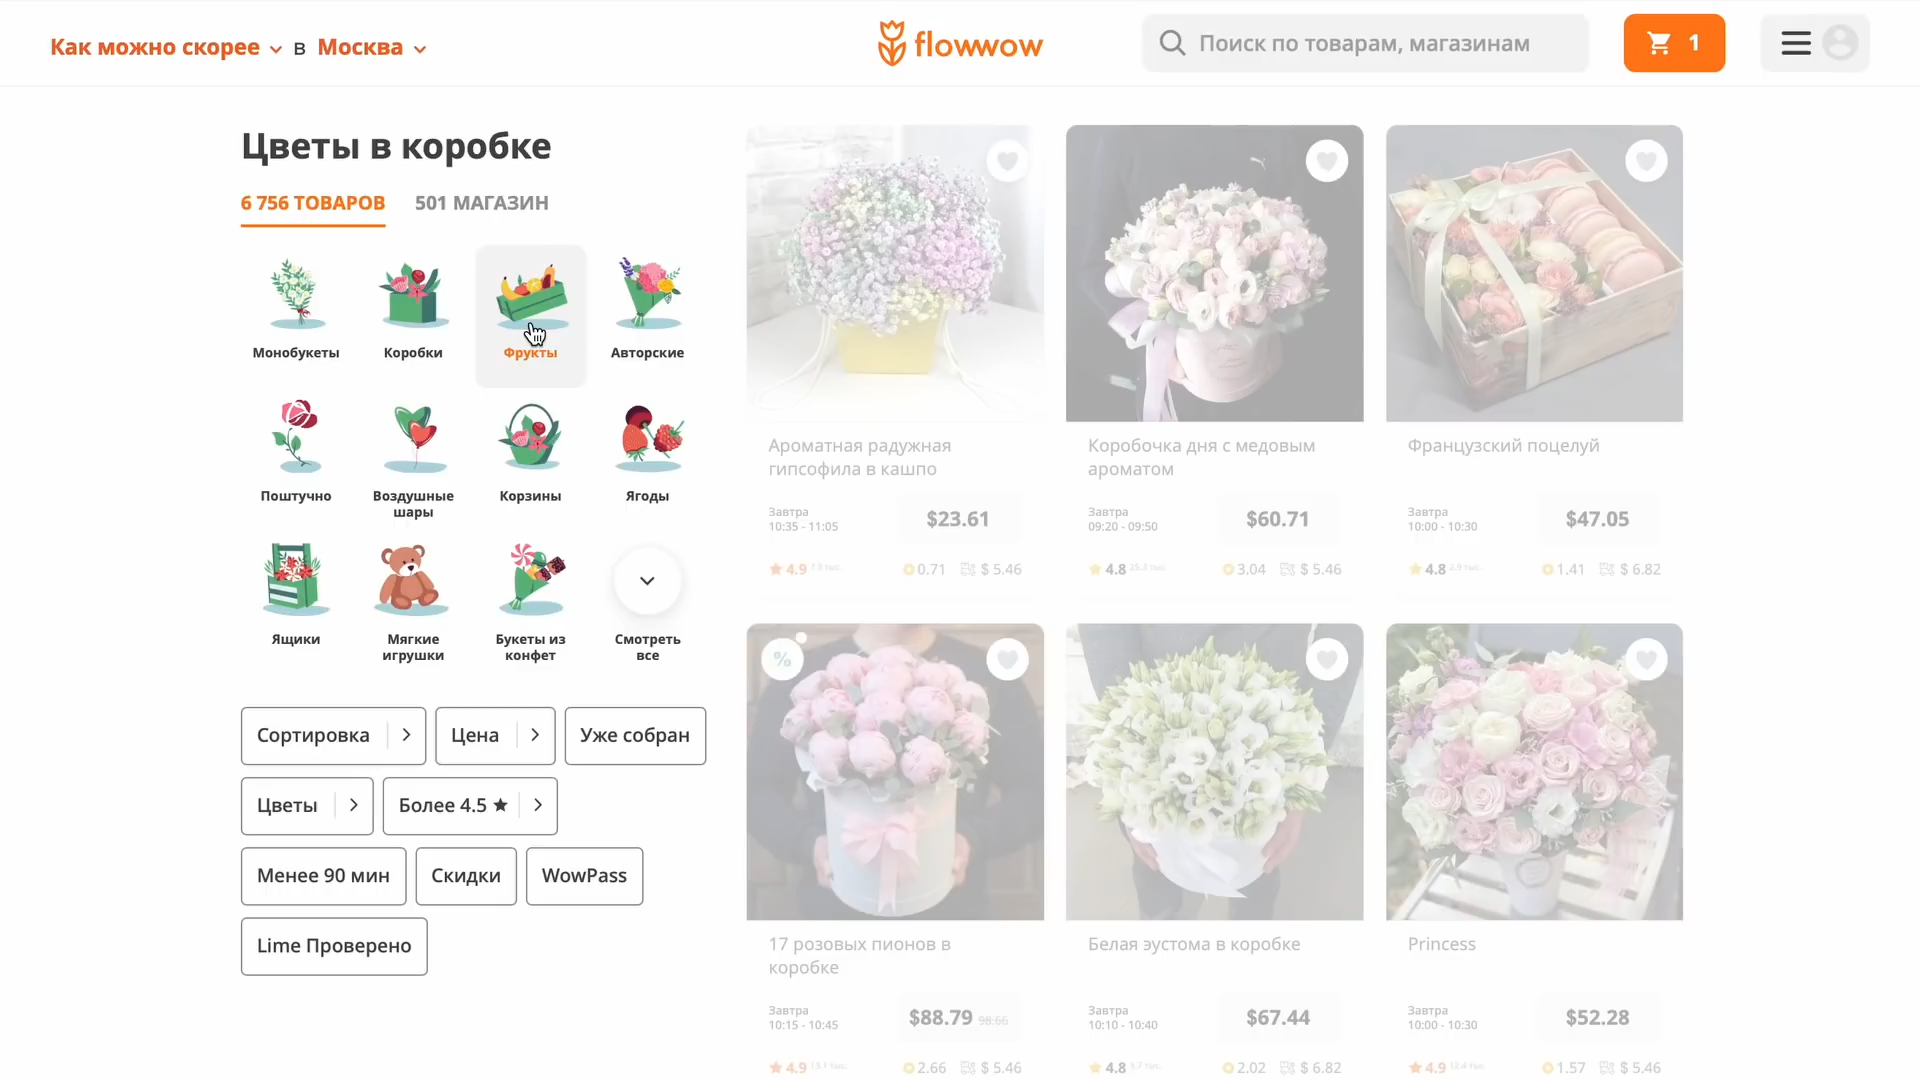 Как можно скорее в Москва
flowwow
Поиск по товарам, магазинам
1
Цветы в коробке
6 756 ТОВАРОВ
501 МАГАЗИН
Монобукеты
Коробки
Фрукты
Авторские
Поштучно
Воздушные
шары
Корзины
Ягоды
Ящики
Мягкие
игрушки
Букеты из
конфет
Смотреть
все
Сортировка
Цена
Уже собран
Цветы
Более 4.5 ★
Менее 90 мин
Скидки
WowPass
Lime Проверено
Ароматная радужная
гипсофила в кашпо
Завтра
10:35 - 11:05
$23.61
4.9
0.71
$ 5.46
Коробочка дня с медовым
ароматом
Завтра
09:20 - 09:50
$60.71
4.8
3.04
$ 5.46
Французский поцелуй
Завтра
10:00 - 10:30
$47.05
4.8
1.41
$ 6.82
%
17 розовых пионов в
коробке
Завтра
10:15 - 10:45
$88.79 98.66
4.9
2.66
$ 5.46
Белая эустома в коробке
Завтра
10:10 - 10:40
$67.44
4.8
2.02
$ 6.82
Princess
Завтра
10:00 - 10:30
$52.28
4.9
1.57
$ 5.46